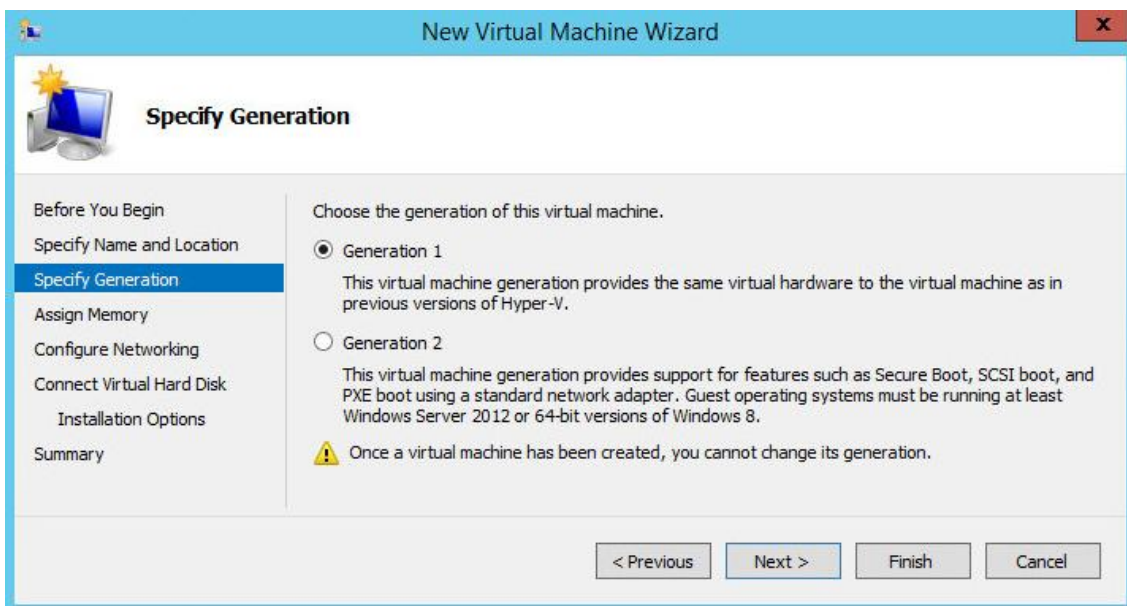 New Virtual Machine Wizard
x
Specify Generation
Before You Begin
Specify Name and Location
Specify Generation
Assign Memory
Configure Networking
Connect Virtual Hard Disk
Installation Options
Summary
Choose the generation of this virtual machine.
Generation 1
This virtual machine generation provides the same virtual hardware to the virtual machine as in
previous versions of Hyper-V.
Generation 2
This virtual machine generation provides support for features such as Secure Boot, SCSI boot, and
PXE boot using a standard network adapter. Guest operating systems must be running at least
Windows Server 2012 or 64-bit versions of Windows 8.
Once a virtual machine has been created, you cannot change its generation.
< Previous
Next >
Finish
Cancel